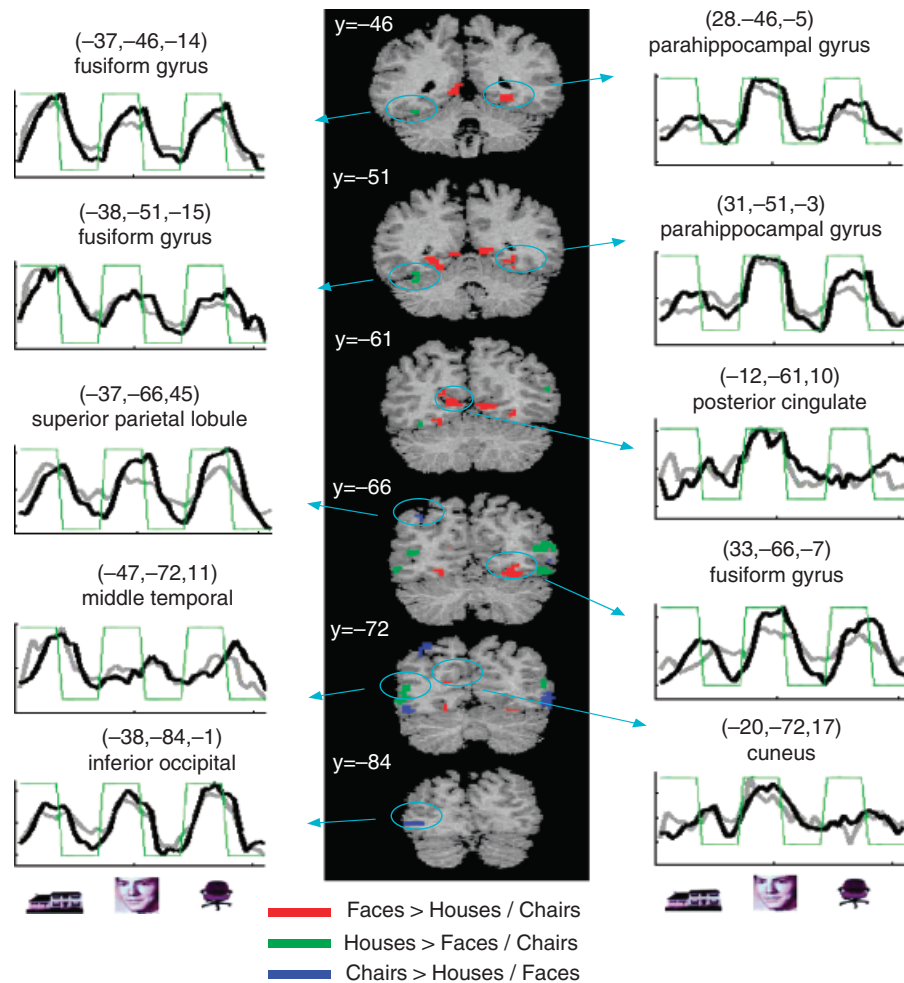 (–37,–46,–14)
fusiform gyrus
(–38,–51,–15)
fusiform gyrus
(–37,–66,45)
superior parietal lobule
(–47,–72,11)
middle temporal
(–38,–84,–1)
inferior occipital
y=–46
y=–51
y=–61
y=–66
y=–72
y=–84
(28.–46,–5)
parahippocampal gyrus
(31,–51,–3)
parahippocampal gyrus
(–12,–61,10)
posterior cingulate
(33,–66,–7)
fusiform gyrus
(–20,–72,17)
cuneus
Faces > Houses / Chairs
Houses > Faces / Chairs
Chairs > Houses / Faces